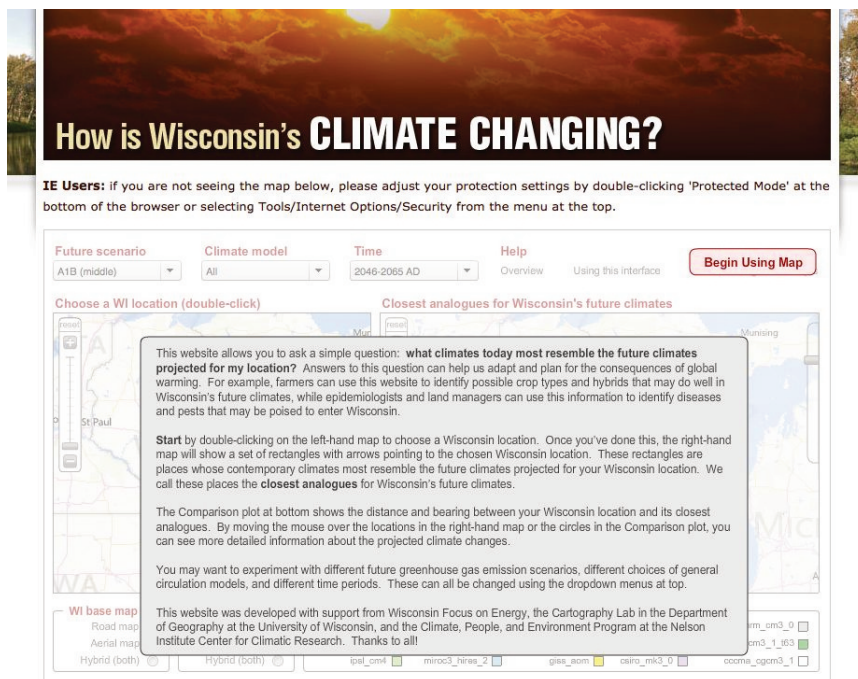 How is Wisconsin's CLIMATE CHANGING?
IE Users: if you are not seeing the map below, please adjust your protection settings by double-clicking 'Protected Mode' at the
bottom of the browser or selecting Tools/Internet Options/Security from the menu at the top.
Future scenario Climate model Time Help
A1B (middle) All 2046-2065 AD Overview Using this interface Begin Using Map
Choose a WI location (double-click) Closest analogues for Wisconsin's future climates
reset reset Munising
This website allows you to ask a simple question: what climates today most resemble the future climates
projected for my location? Answers to this question can help us adapt and plan for the consequences of global
warming. For example, farmers can use this website to identify possible crop types and hybrids that may do well in
Wisconsin's future climates, while epidemiologists and land managers can use this information to identify diseases
and pests that may be poised to enter Wisconsin.
St Paul
Start by double-clicking on the left-hand map to choose a Wisconsin location. Once you've done this, the right-hand
map will show a set of rectangles with arrows pointing to the chosen Wisconsin location. These rectangles are
places whose contemporary climates most resemble the future climates projected for your Wisconsin location. We
call these places the closest analogues for Wisconsin's future climates.
The Comparison plot at bottom shows the distance and bearing between your Wisconsin location and its closest
analogues. By moving the mouse over the locations in the right-hand map or the circles in the Comparison plot, you
can see more detailed information about the projected climate changes.
You may want to experiment with different future greenhouse gas emission scenarios, different choices of general
circulation models, and different time periods. These can all be changed using the dropdown menus at top.
This website was developed with support from Wisconsin Focus on Energy, the Cartography Lab in the Department
of Geography at the University of Wisconsin, and the Climate, People, and Environment Program at the Nelson
Institute Center for Climatic Research. Thanks to all!
WI base map
Road map
Aerial map
Hybrid (both) Hybrid (both) ipsl_cm4 miroc3_hires_2 giss_aom csiro_mk3_0 cccma_cgcm3_1